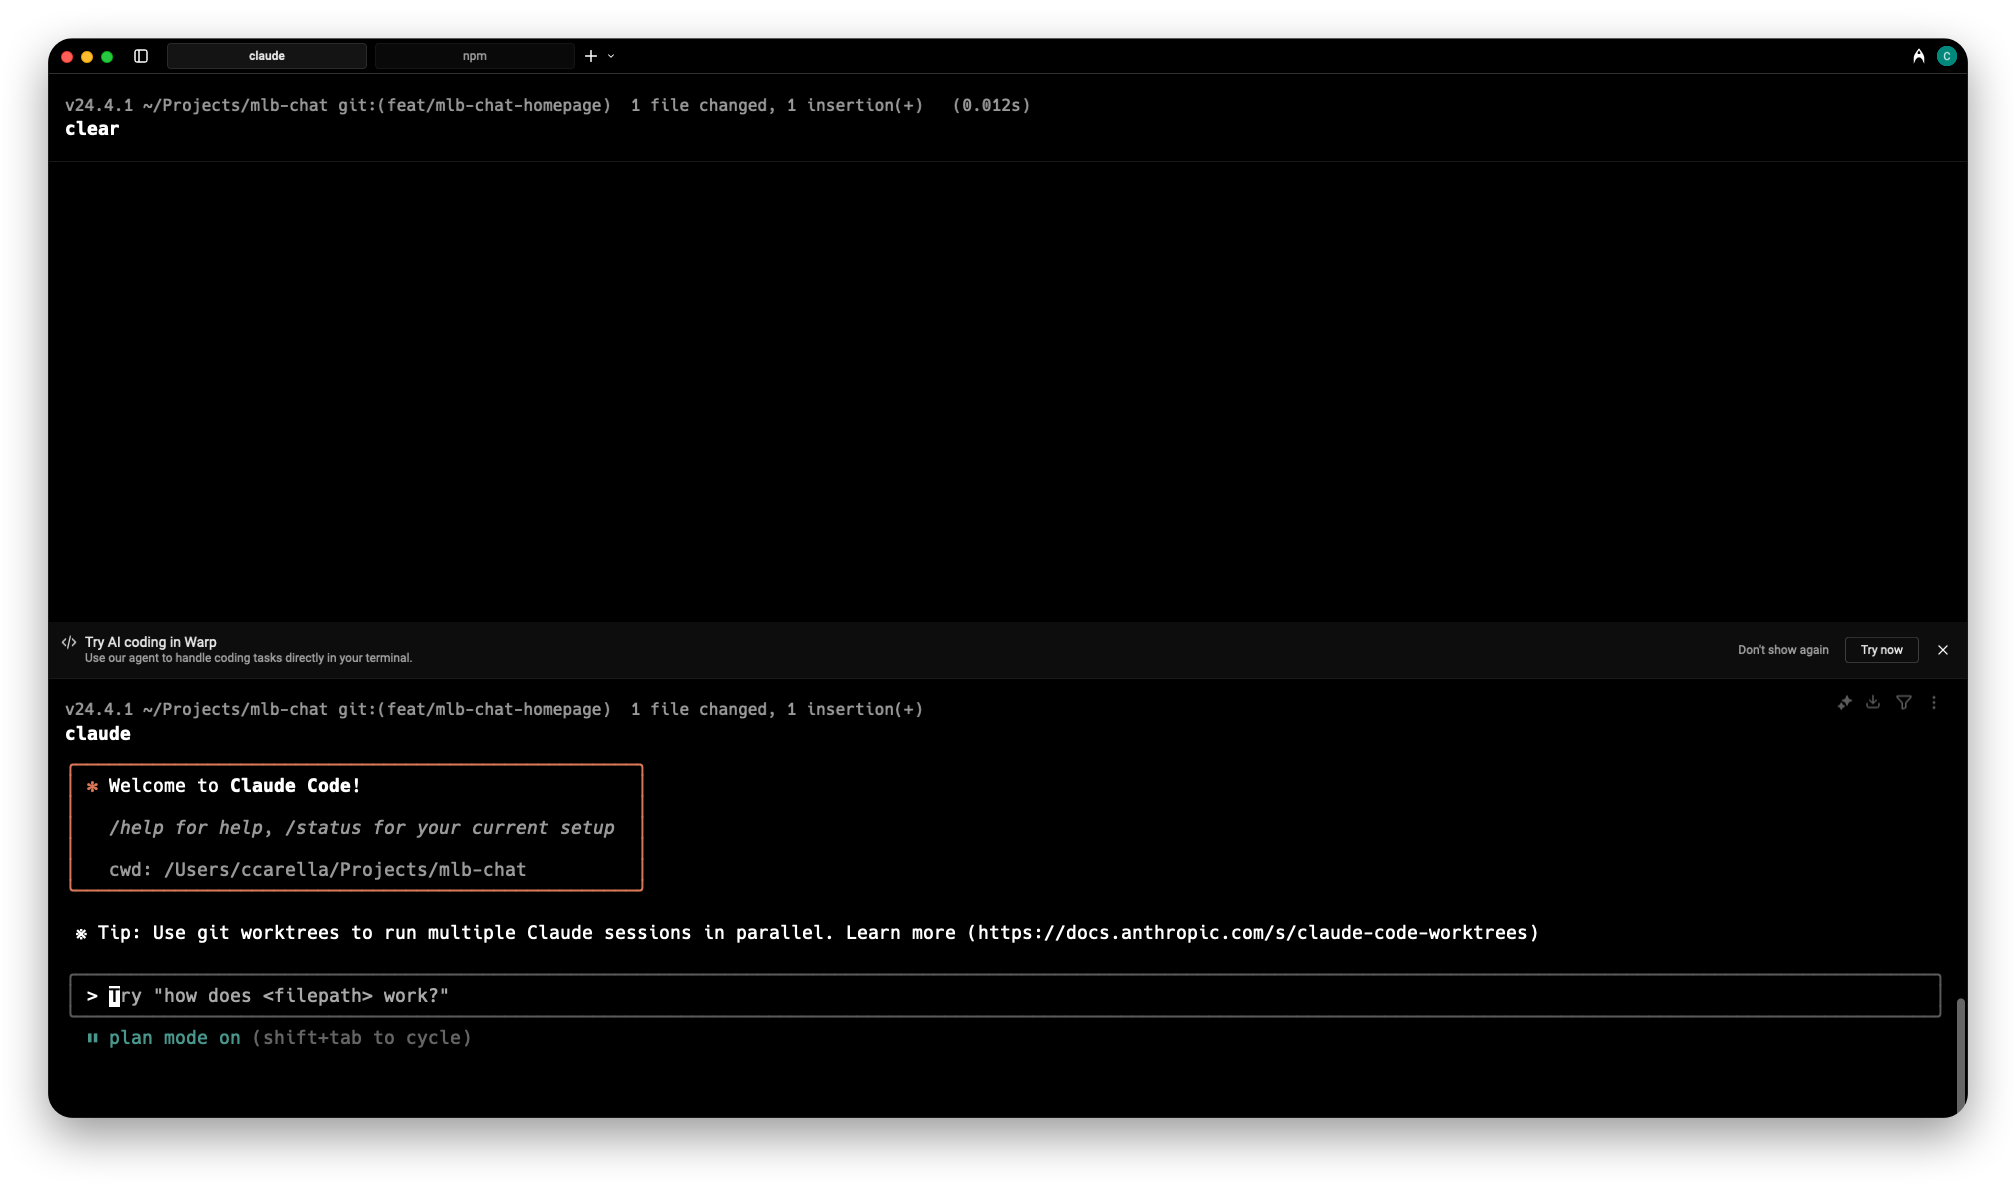 claude npm
C
v24.4.1 ~/Projects/mlb-chat git:(feat/mlb-chat-homepage) 1 file changed, 1 insertion(+) (0.012s)
clear
</> Try AI coding in Warp
Use our agent to handle coding tasks directly in your terminal.
Don't show again Try now
v24.4.1 ~/Projects/mlb-chat git:(feat/mlb-chat-homepage) 1 file changed, 1 insertion(+)
claude
✻ Welcome to Claude Code!
/help for help, /status for your current setup
cwd: /Users/ccarella/Projects/mlb-chat
※ Tip: Use git worktrees to run multiple Claude sessions in parallel. Learn more (https://docs.anthropic.com/s/claude-code-worktrees)
> Try "how does <filepath> work?"
⏸ plan mode on (shift+tab to cycle)